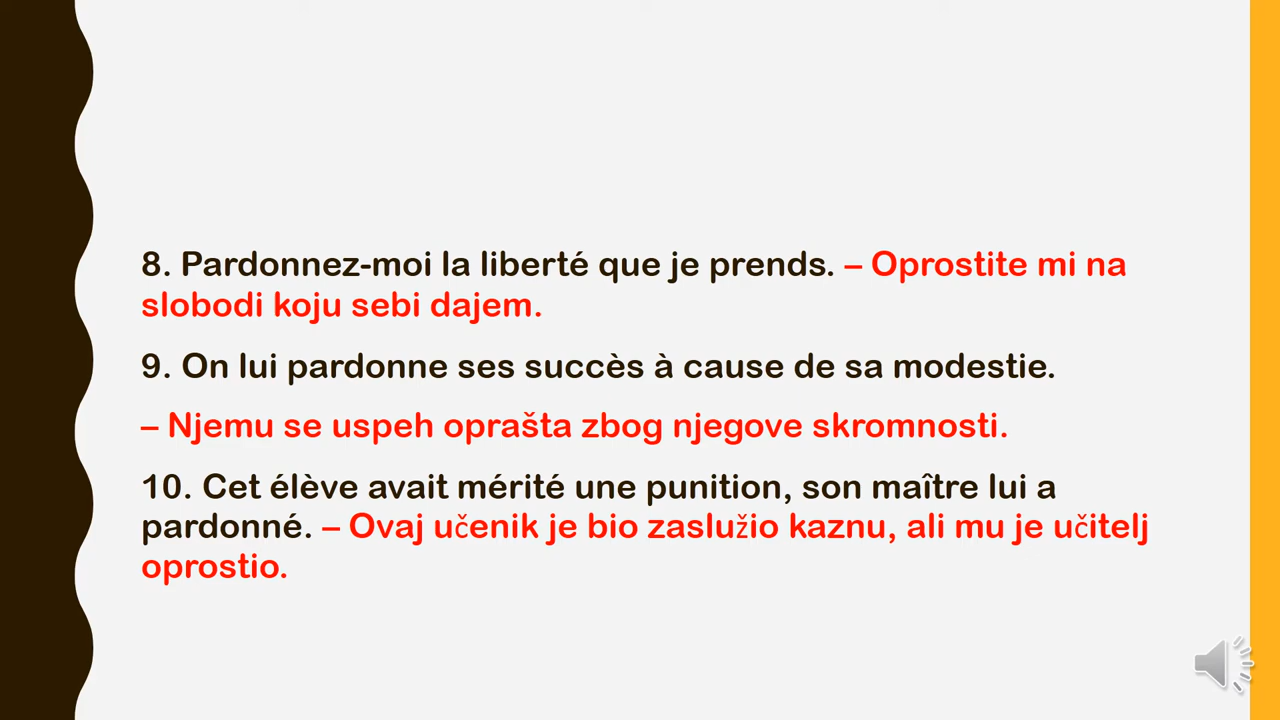 8. Pardonnez-moi la liberté que je prends. – Oprostite mi na
slobodi koju sebi dajem.
9. On lui pardonne ses succès à cause de sa modestie.
– Njemu se uspeh oprašta zbog njegove skromnosti.
10. Cet élève avait mérité une punition, son maître lui a
pardonné. – Ovaj učenik je bio zaslužio kaznu, ali mu je učitelj
oprostio.